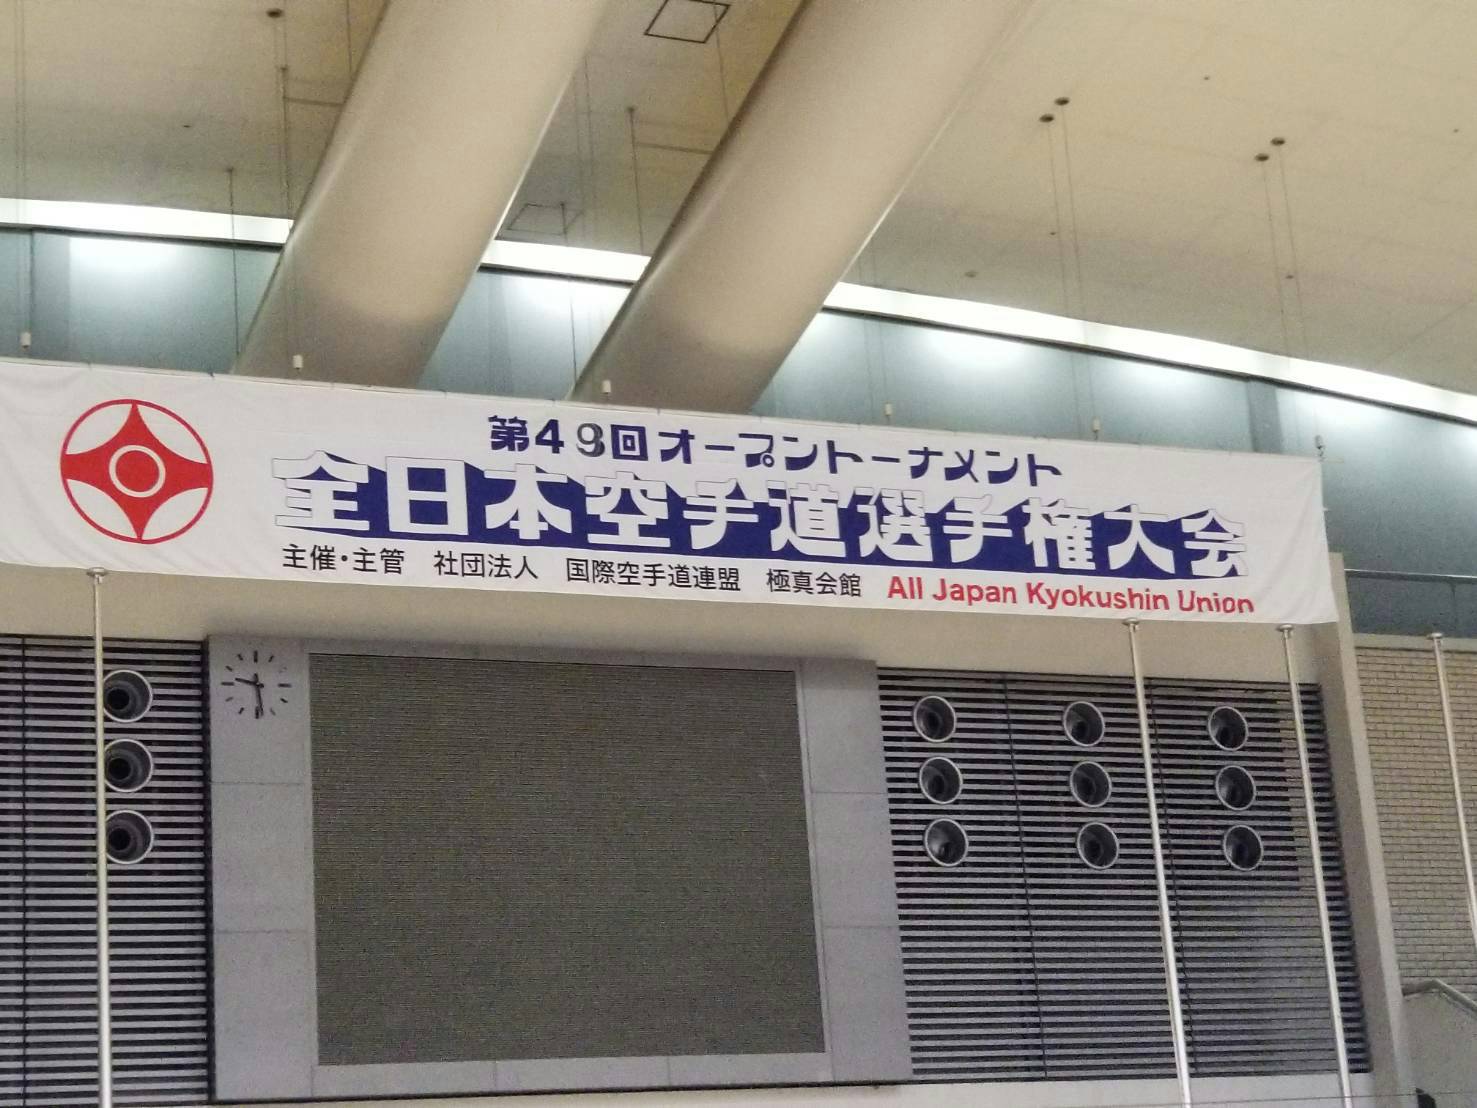 第49回オープントーナメント
全日本空手道選手権大会
主催・主管 社団法人 国際空手道連盟 極真会館 All Japan Kyokushin Union